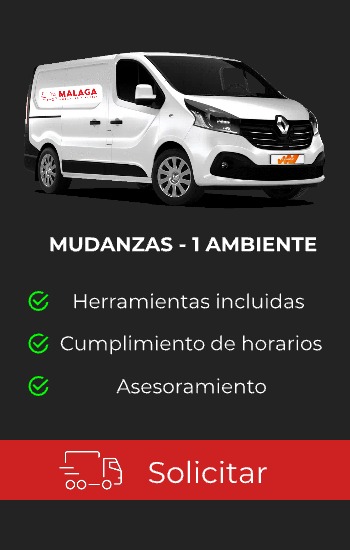 MALAGA
MUDANZAS - 1 AMBIENTE
Herramientas incluidas
Cumplimiento de horarios
Asesoramiento
Solicitar